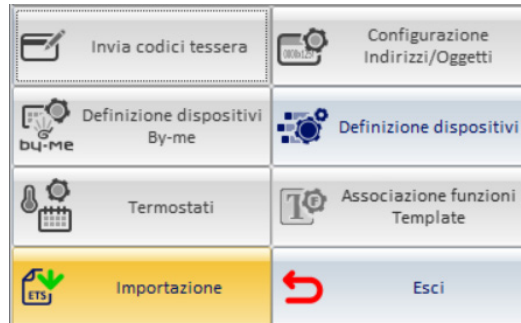 Invia codici tessera
Configurazione
Indirizzi/Oggetti
by-me
Definizione dispositivi
By-me
Definizione dispositivi
Termostati
Associazione funzioni
Template
ETS
Importazione
Esci